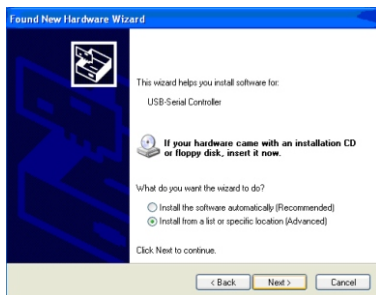 Found New Hardware Wizard
This wizard helps you install software for:
USB-Serial Controller
If your hardware came with an installation CD
or floppy disk, insert it now.
What do you want the wizard to do?
Install the software automatically (Recommended)
Install from a list or specific location (Advanced)
Click Next to continue.
< Back
Next >
Cancel